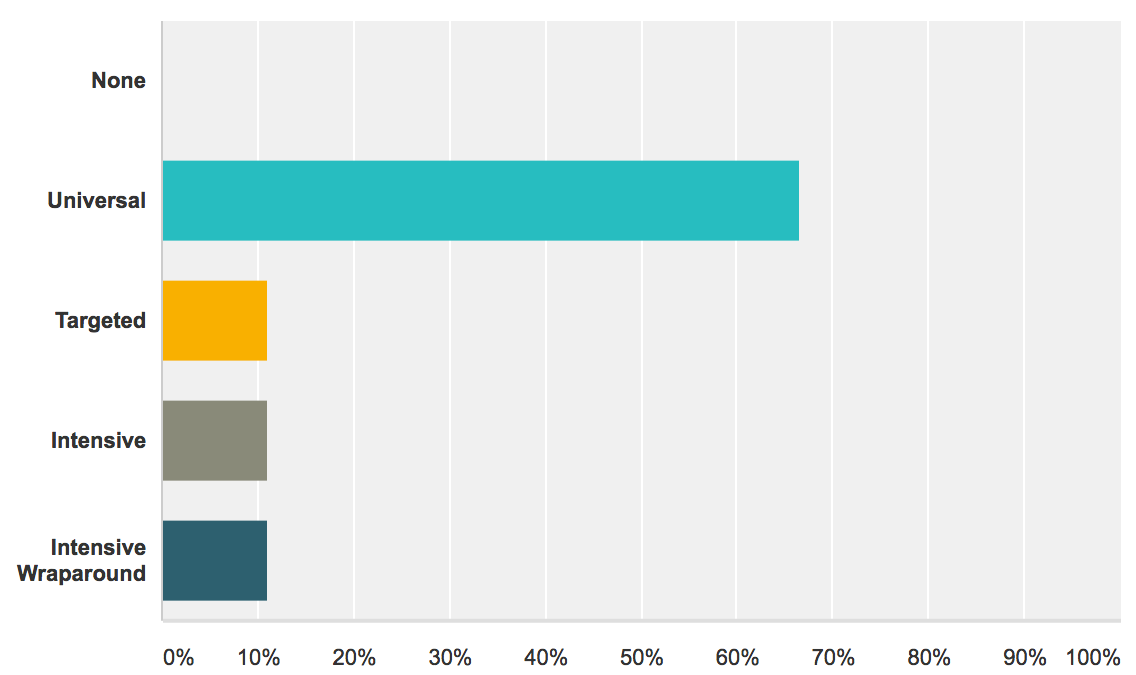 None
Universal
Targeted
Intensive
Intensive
Wraparound
0% 10% 20% 30% 40% 50% 60% 70% 80% 90% 100%